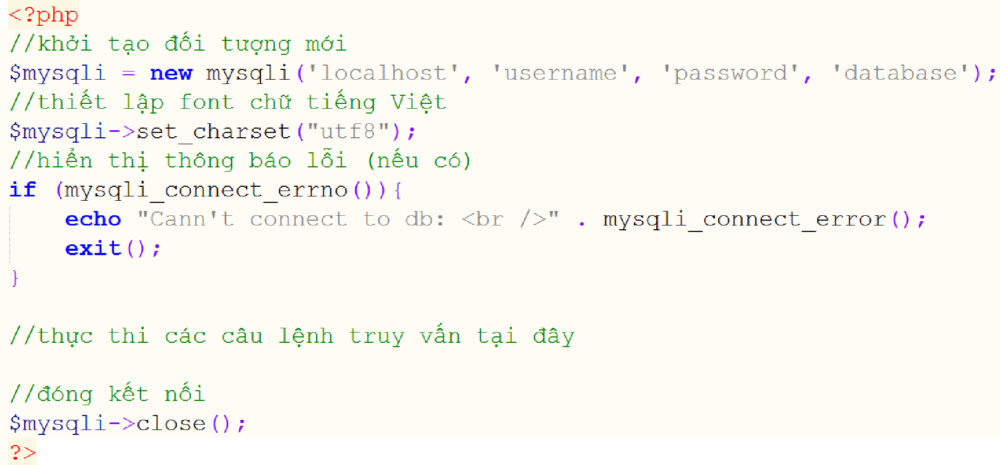 <?php
//khởi tạo đối tượng mới
$mysqli = new mysqli('localhost', 'username', 'password', 'database');
//thiết lập font chữ tiếng Việt
$mysqli->set_charset("utf8");
//hiển thị thông báo lỗi (nếu có)
if (mysqli_connect_errno()){
    echo "Cann't connect to db: <br />" . mysqli_connect_error();
    exit();
}
//thực thi các câu lệnh truy vấn tại đây
//đóng kết nối
$mysqli->close();
?>